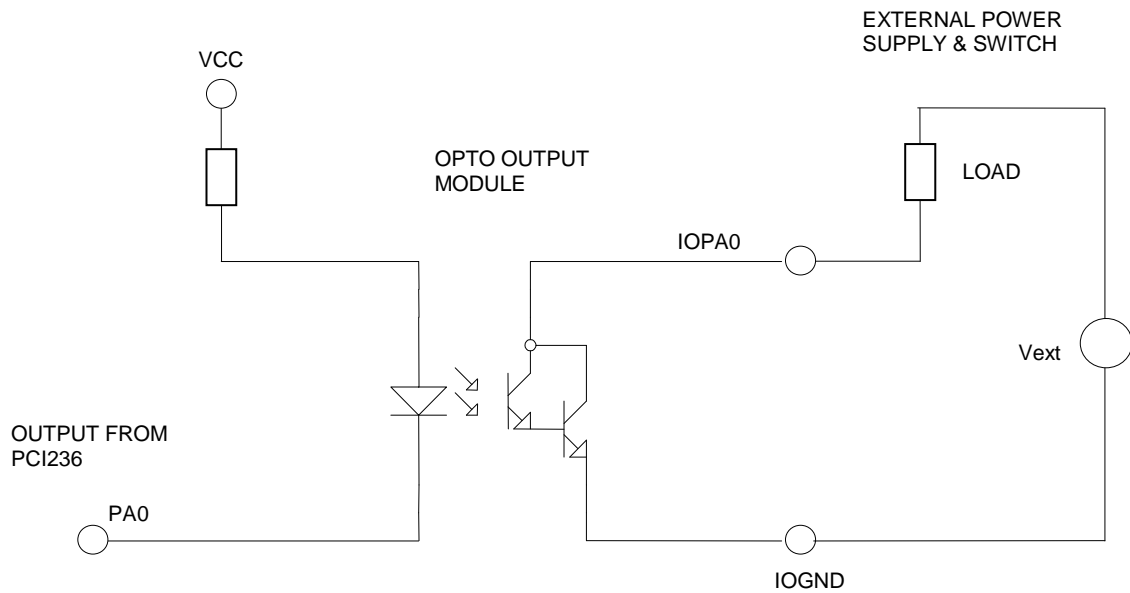 EXTERNAL POWER
SUPPLY & SWITCH
VCC
OPTO OUTPUT
MODULE
LOAD
IOPA0
Vext
OUTPUT FROM
PCI236
PA0
IOGND